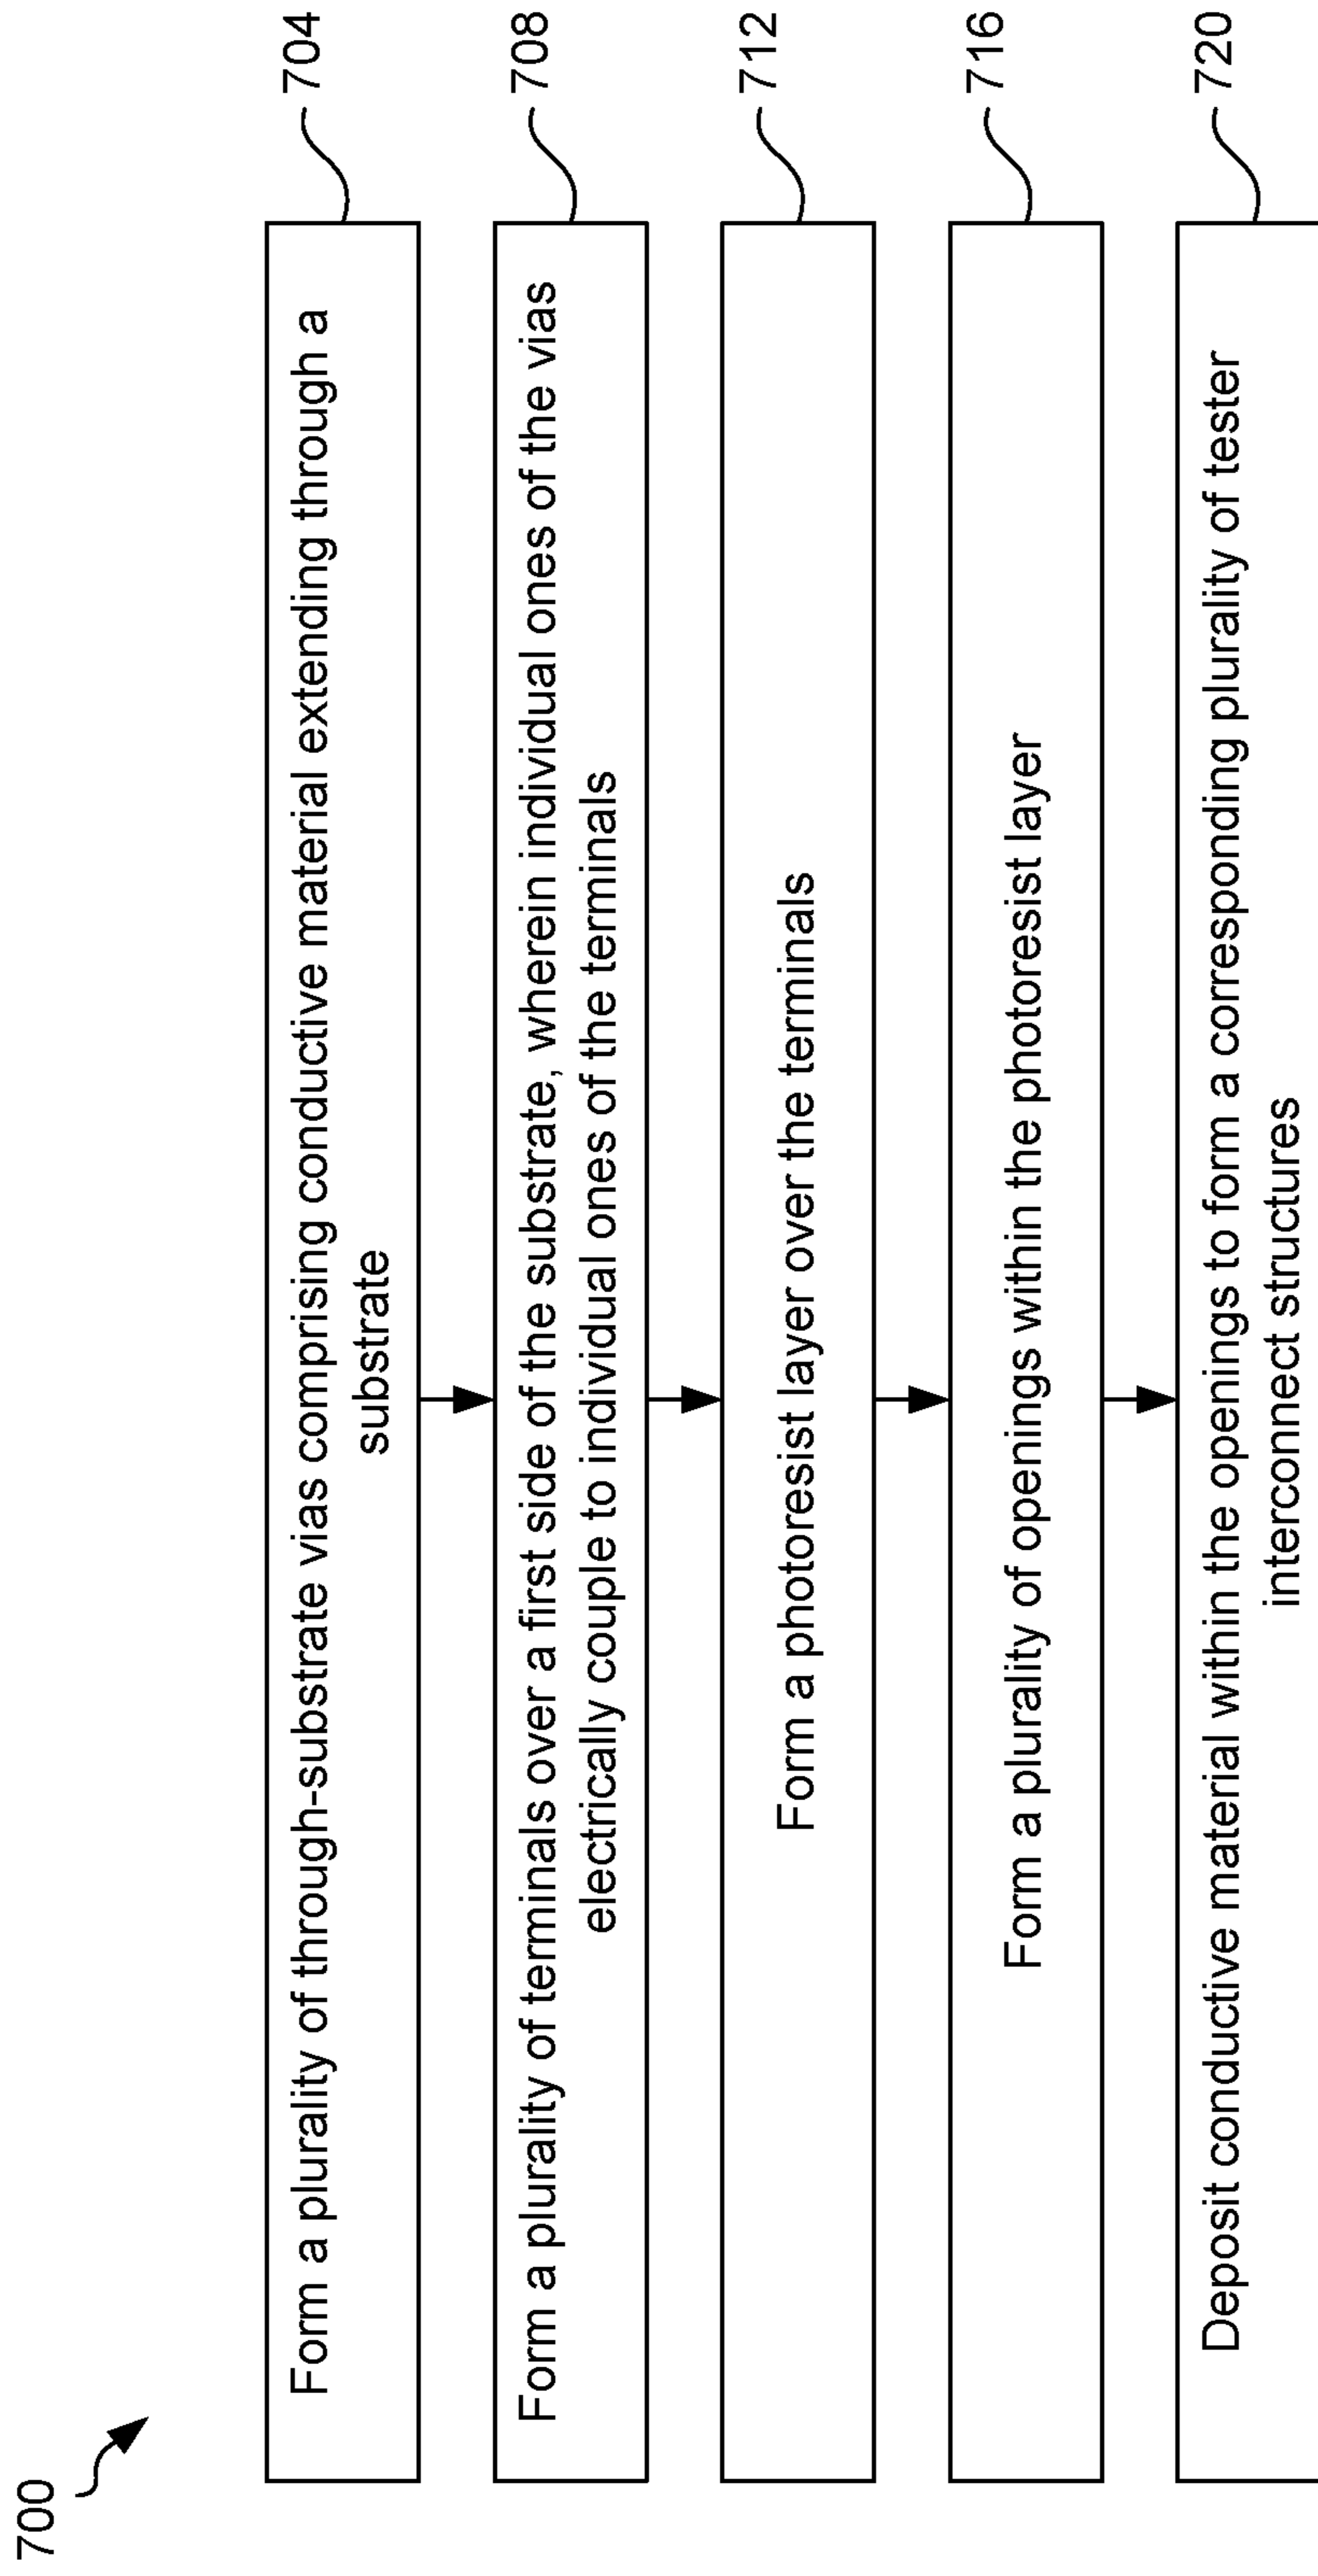 700
Form a plurality of through-substrate vias comprising conductive material extending through a
substrate
704
Form a plurality of terminals over a first side of the substrate, wherein individual ones of the vias
electrically couple to individual ones of the terminals
708
Form a photoresist layer over the terminals
712
Form a plurality of openings within the photoresist layer
716
Deposit conductive material within the openings to form a corresponding plurality of tester
interconnect structures
720